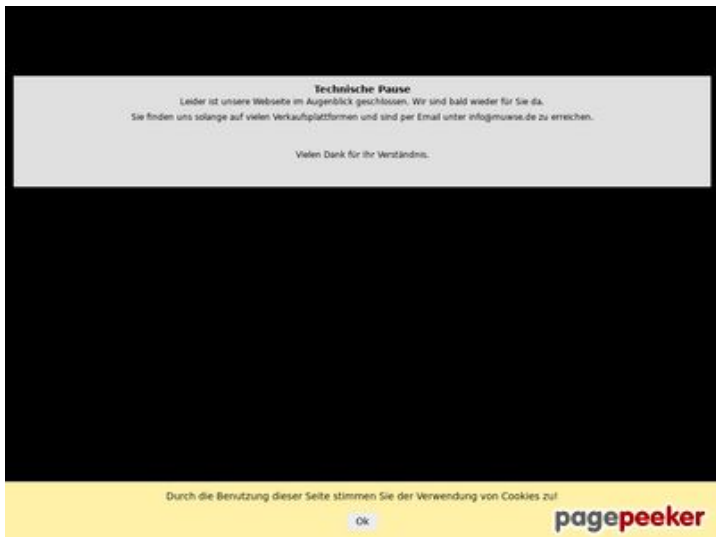 Technische Pause
Leider ist unsere Webseite im Augenblick geschlossen. Wir sind bald wieder für Sie da.
Sie finden uns solange auf vielen Verkaufsplattformen und sind per Email unter info@muwse.de zu erreichen.
Vielen Dank für Ihr Verständnis.
Durch die Benutzung dieser Seite stimmen Sie der Verwendung von Cookies zu!
Ok
pagepeeker